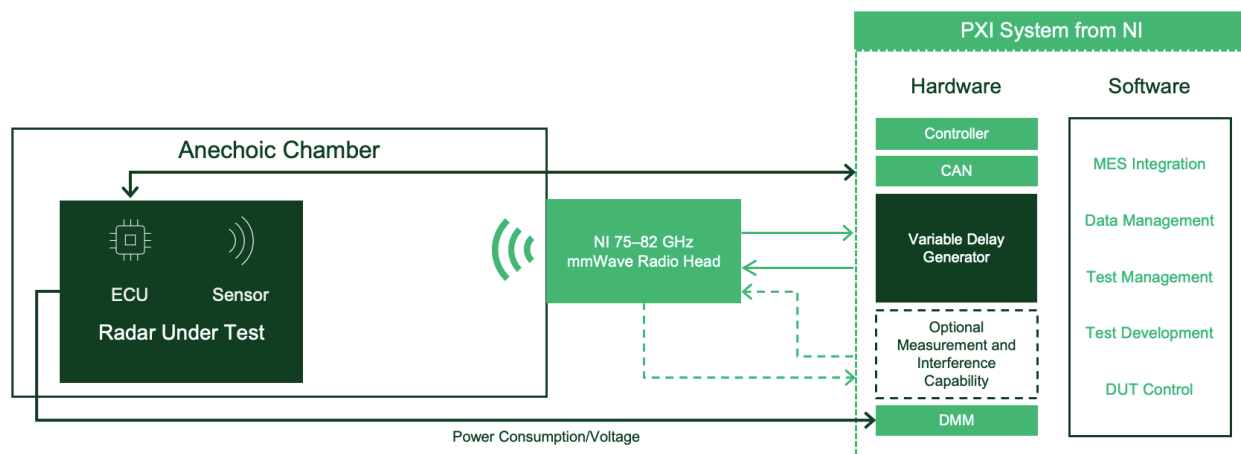 PXI System from NI
Hardware
Software
Anechoic Chamber
Controller
CAN
MES Integration
ECU
Sensor
Radar Under Test
NI 75–82 GHz
mmWave Radio Head
Variable Delay
Generator
Data Management
Test Management
Optional
Measurement and
Interference
Capability
Test Development
DUT Control
DMM
Power Consumption/Voltage